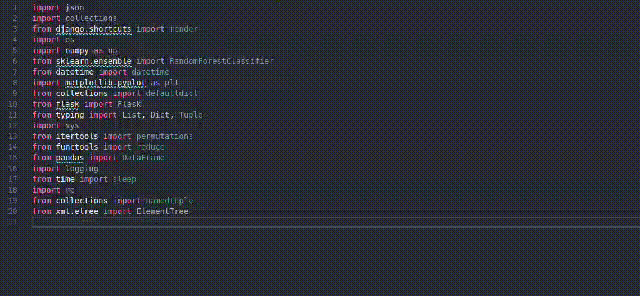 1 import json
2 import collections
3 from django.shortcuts import render
4 import os
5 import numpy as np
6 from sklearn.ensemble import RandomForestClassifier
7 from datetime import datetime
8 import matplotlib.pyplot as plt
9 from collections import defaultdict
10 from flask import Flask
11 from typing import List, Dict, Tuple
12 import sys
13 from itertools import permutations
14 from functools import reduce
15 from pandas import DataFrame
16 import logging
17 from time import sleep
18 import re
19 from collections import namedtuple
20 from xml.etree import ElementTree
21